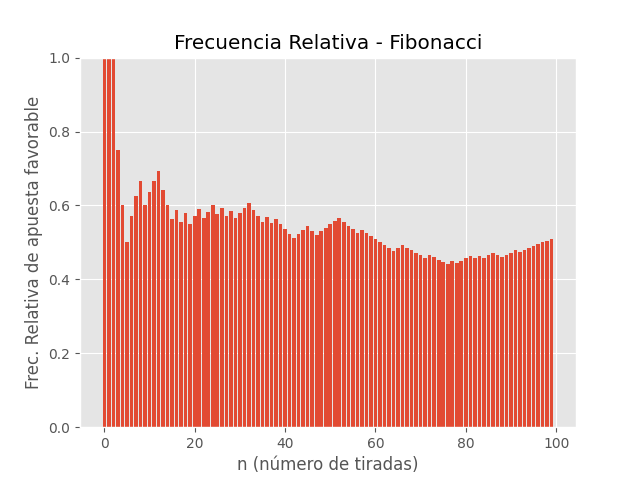 Frecuencia Relativa - Fibonacci
Frec. Relativa de apuesta favorable
1.0
0.8
0.6
0.4
0.2
0.0
0 20 40 60 80 100
n (número de tiradas)